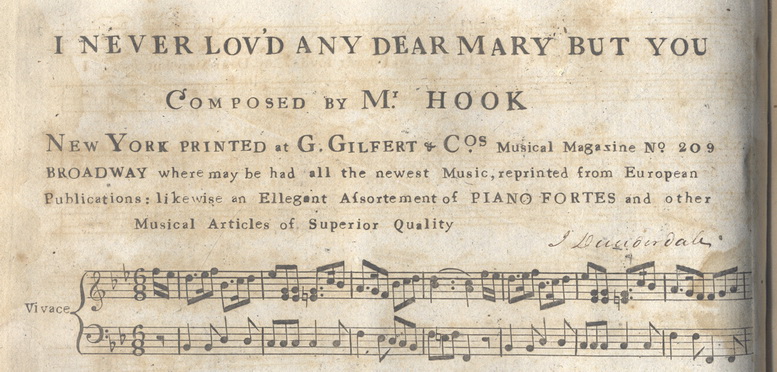 I NEVER LOV'D ANY DEAR MARY BUT YOU
COMPOSED BY Mr. HOOK
NEW YORK PRINTED at G. GILFERT & COs Musical Magazine No 209
BROADWAY where may be had all the newest Music, reprinted from European
Publications: likewise an Ellegant Aſsortement of PIANO FORTES and other
Musical Articles of Superior Quality
Vivace